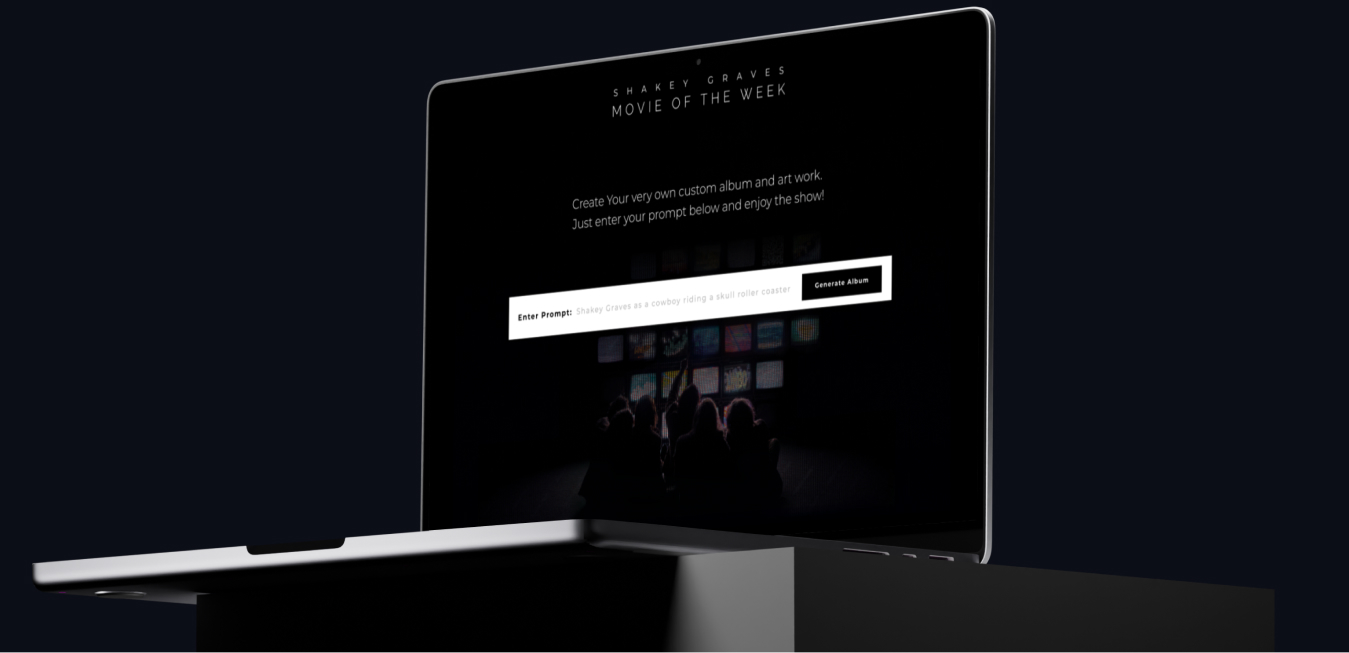 SHAKEY GRAVES
MOVIE OF THE WEEK
Create Your very own custom album and art work.
Just enter your prompt below and enjoy the show!
Enter Prompt: Shakey Graves as a cowboy riding a skull roller coaster
Generate Album